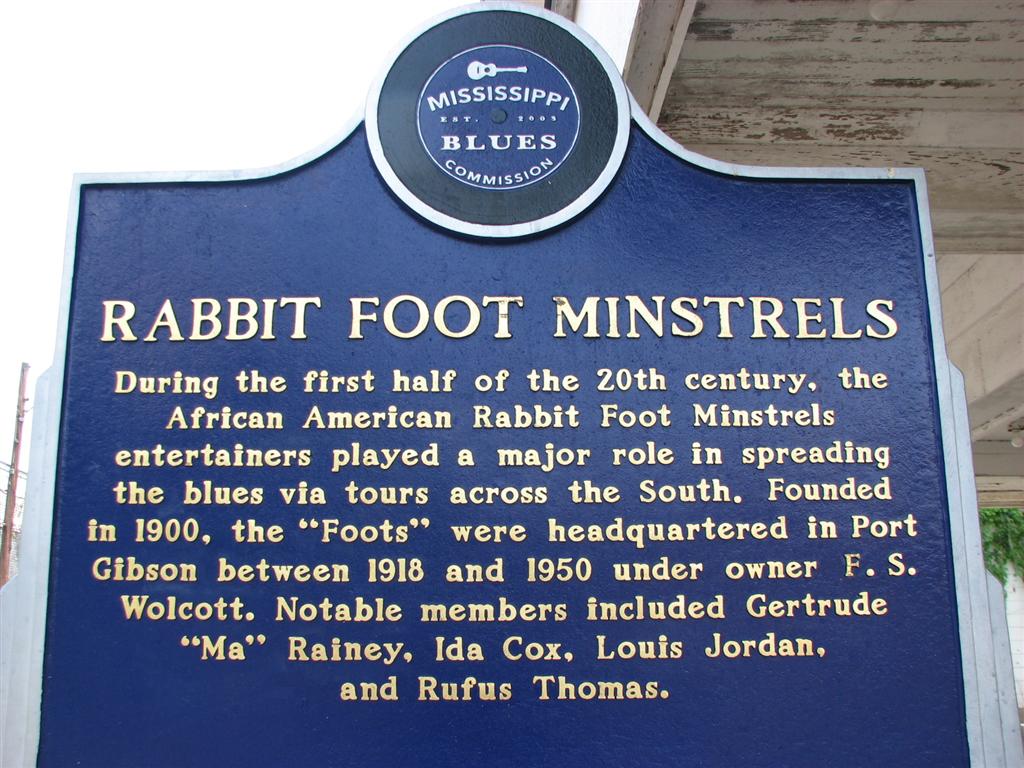 MISSISSIPPI
EST. 2003
BLUES
COMMISSION
RABBIT FOOT MINSTRELS
During the first half of the 20th century, the
African American Rabbit Foot Minstrels
entertainers played a major role in spreading
the blues via tours across the South. Founded
in 1900, the “Foots” were headquartered in Port
Gibson between 1918 and 1950 under owner F. S.
Wolcott. Notable members included Gertrude
“Ma” Rainey, Ida Cox, Louis Jordan,
and Rufus Thomas.